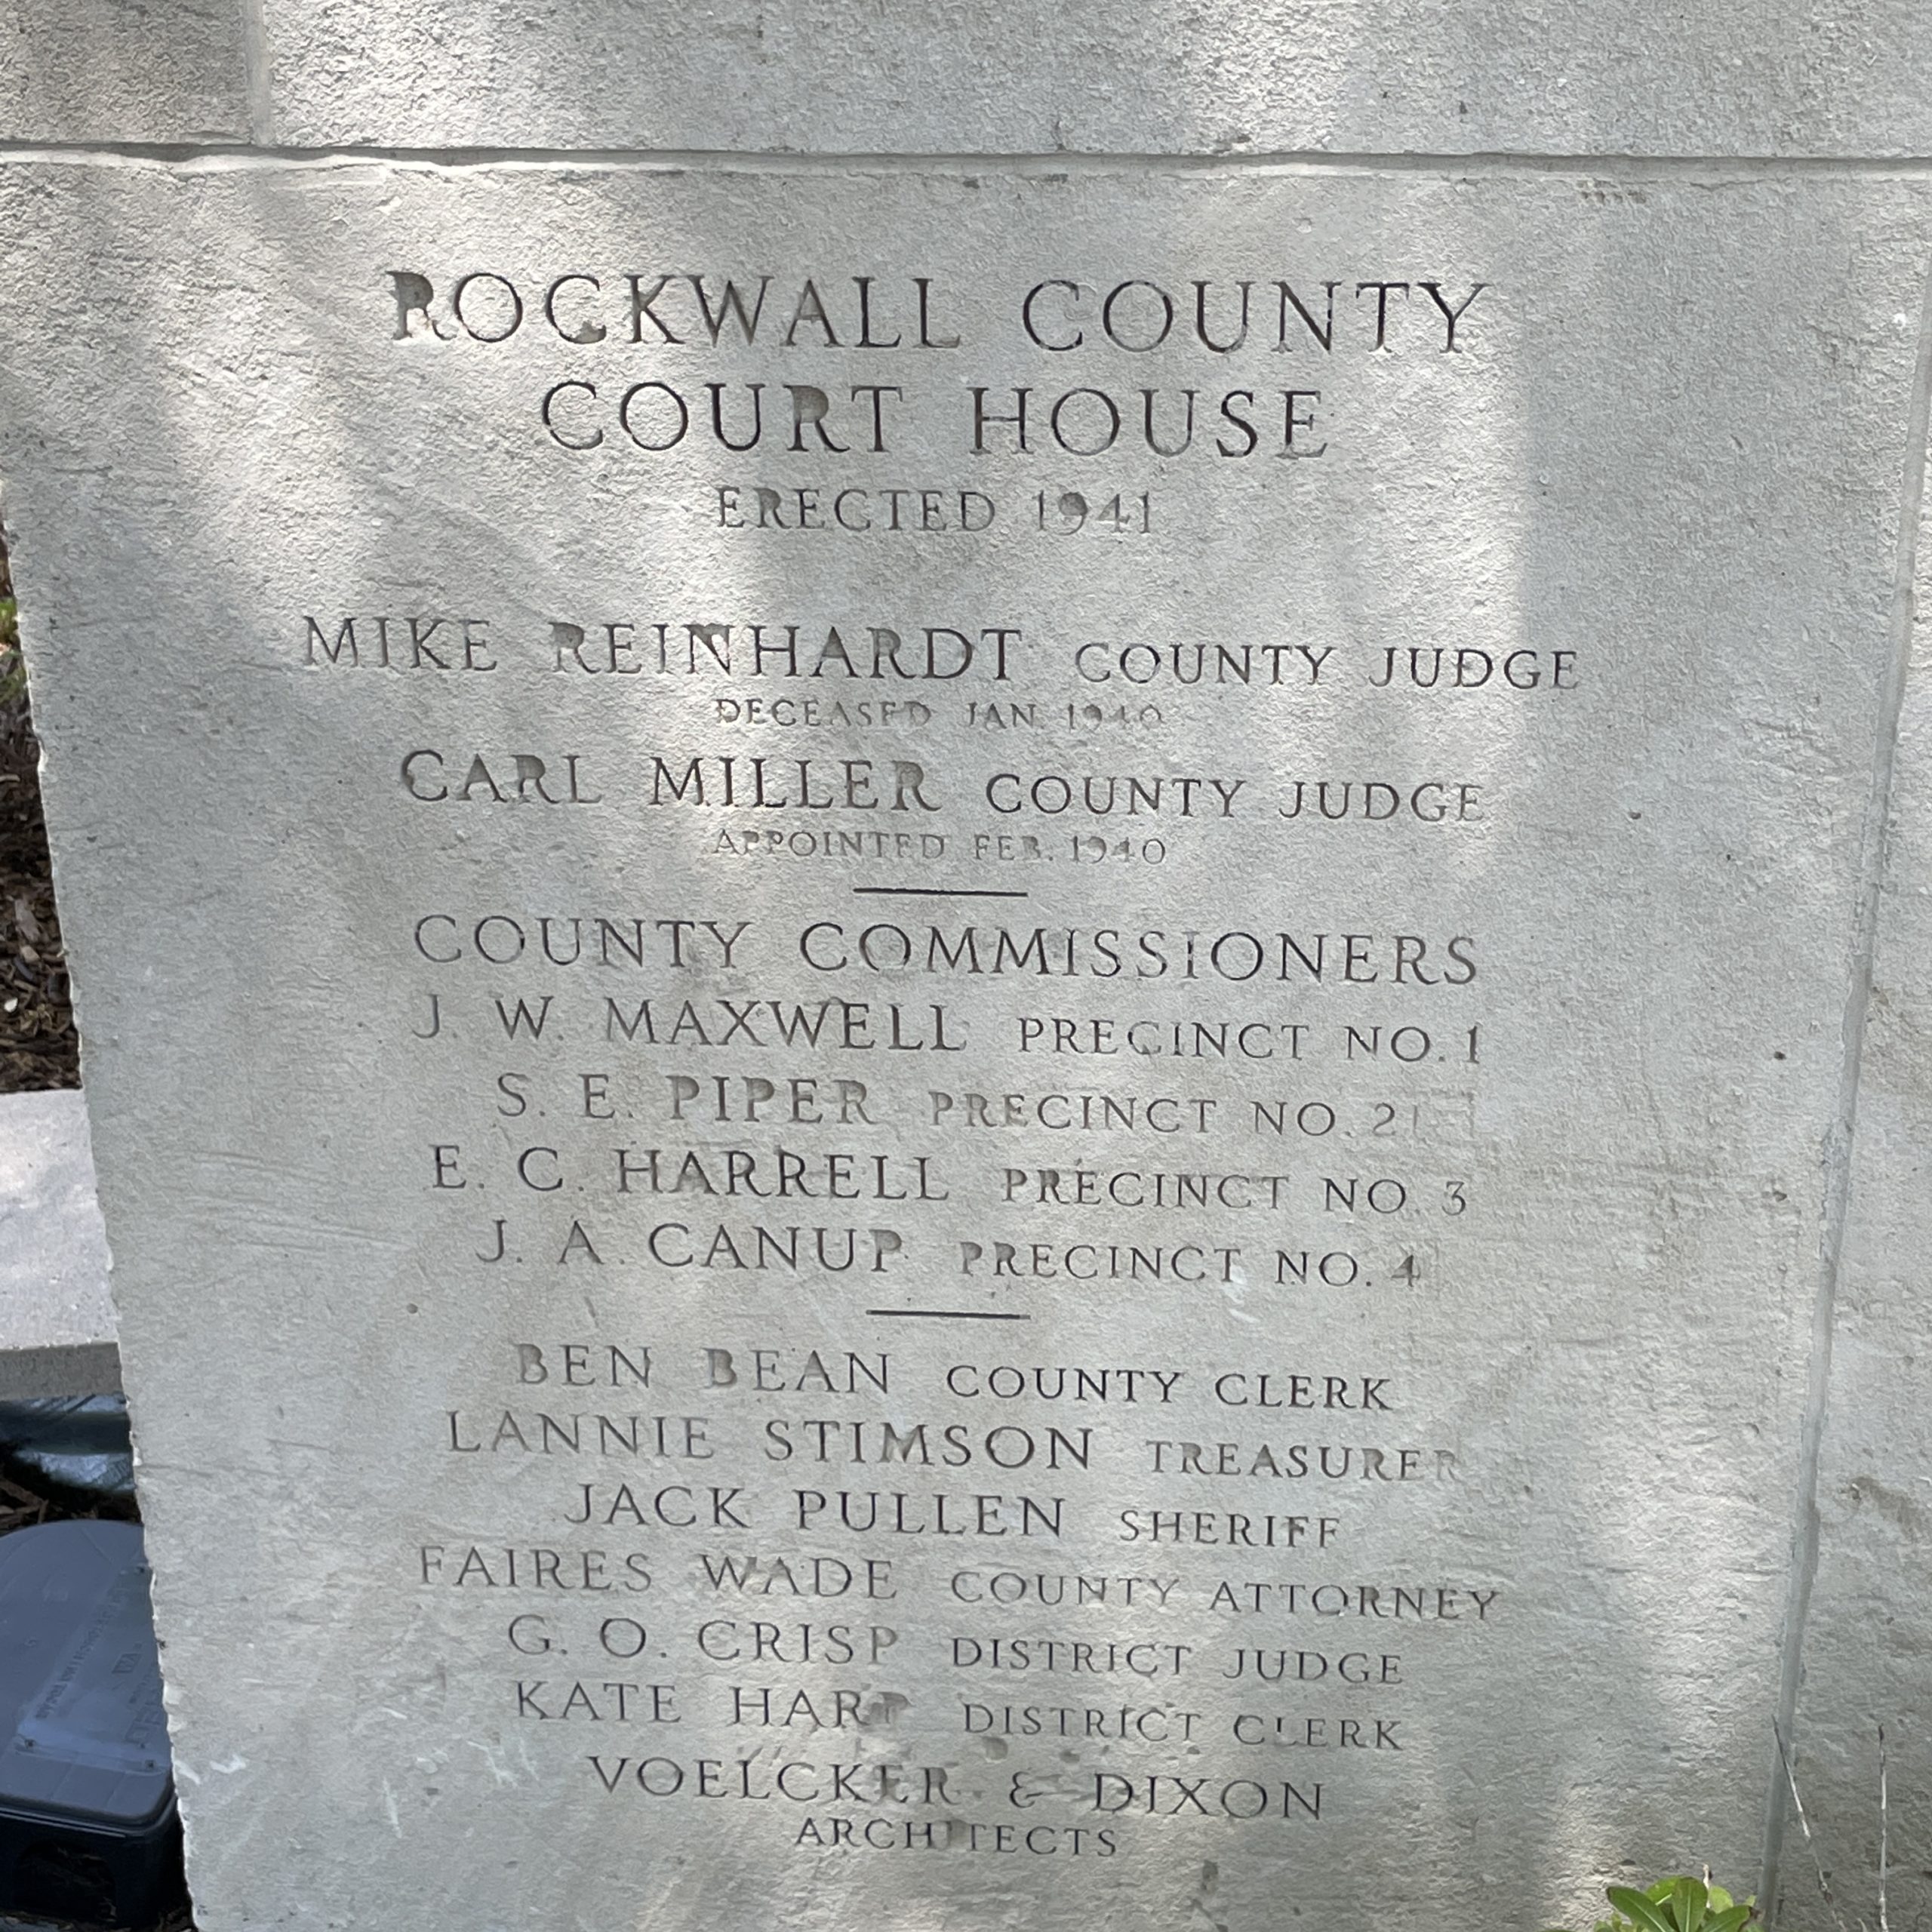 ROCKWALL COUNTY
COURT HOUSE
ERECTED 1941
MIKE REINHARDT COUNTY JUDGE
DECEASED JAN. 1940
CARL MILLER COUNTY JUDGE
APPOINTED FEB. 1940
COUNTY COMMISSIONERS
J. W. MAXWELL PRECINCT NO. 1
S. E. PIPER PRECINCT NO. 2
E. C. HARRELL PRECINCT NO. 3
J. A. CANUP PRECINCT NO. 4
BEN BEAN COUNTY CLERK
LANNIE STIMSON TREASURER
JACK PULLEN SHERIFF
FAIRES WADE COUNTY ATTORNEY
G. O. CRISP DISTRICT JUDGE
KATE HART DISTRICT CLERK
VOELCKER & DIXON
ARCHITECTS